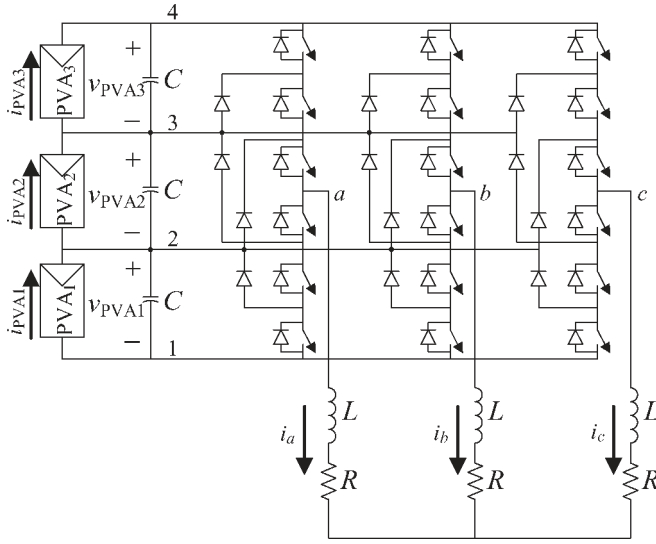 4
i_PVA3
PVA3
+
v_PVA3
C
−
3
i_PVA2
PVA2
+
v_PVA2
C
−
a
b
c
2
i_PVA1
PVA1
+
v_PVA1
C
−
1
L
L
L
i_a
i_b
i_c
R
R
R